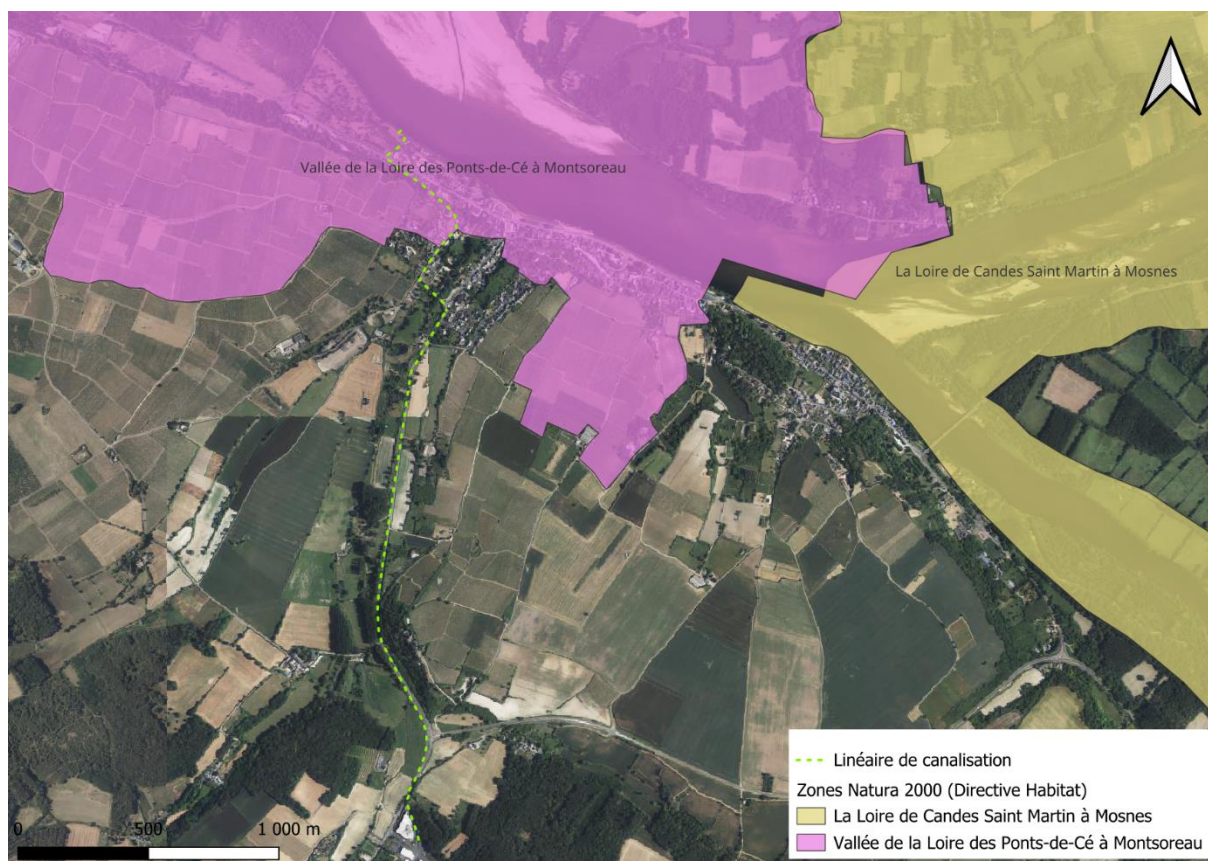 Vallée de la Loire des Ponts-de-Cé à Montsoreau
La Loire de Candes Saint Martin à Mosnes
Linéaire de canalisation
Zones Natura 2000 (Directive Habitat)
La Loire de Candes Saint Martin à Mosnes
Vallée de la Loire des Ponts-de-Cé à Montsoreau
0 500 1 000 m